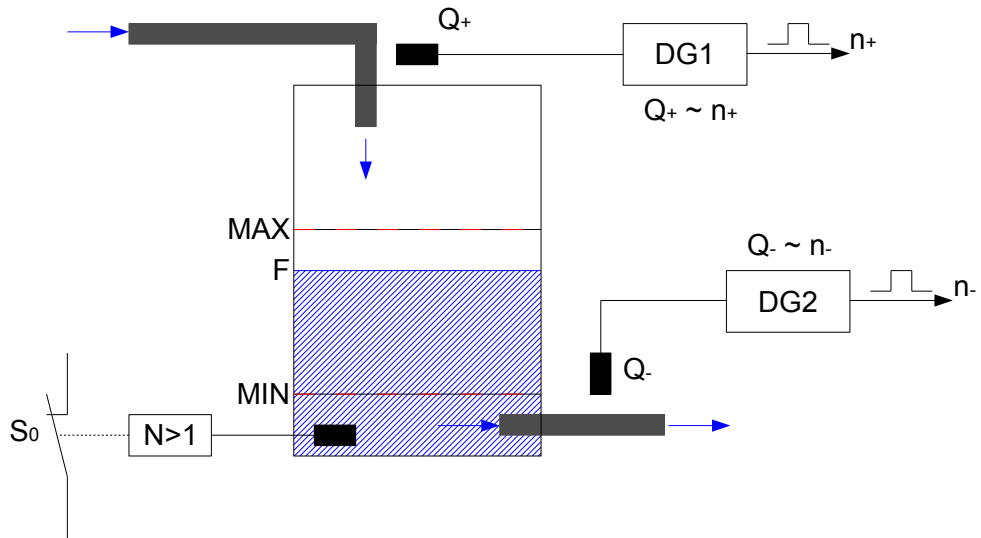 Q+
DG1
n+
Q+ ~ n+
MAX
F
Q- ~ n-
DG2
n-
Q-
MIN
S0
N>1